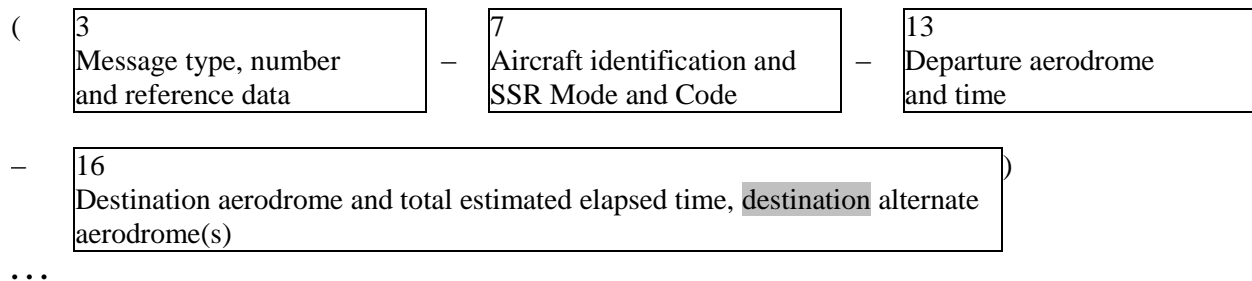 ( 3 7 13
Message type, number – Aircraft identification and – Departure aerodrome
and reference data SSR Mode and Code and time
– 16 )
Destination aerodrome and total estimated elapsed time, destination alternate
aerodrome(s)
. . .